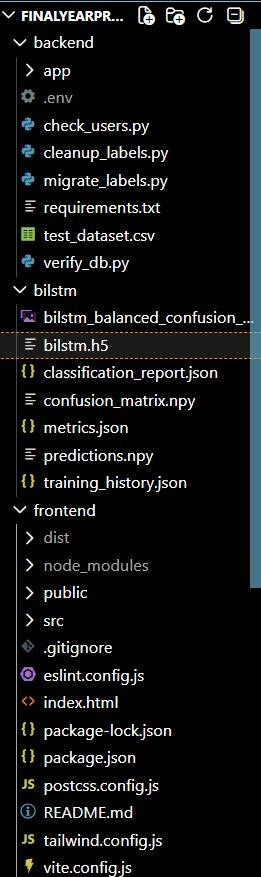 FINALYEARPR...
backend
app
.env
check_users.py
cleanup_labels.py
migrate_labels.py
requirements.txt
test_dataset.csv
verify_db.py
bilstm
bilstm_balanced_confusion_...
bilstm.h5
{} classification_report.json
confusion_matrix.npy
{} metrics.json
predictions.npy
{} training_history.json
frontend
dist
node_modules
public
src
.gitignore
eslint.config.js
<> index.html
{} package-lock.json
{} package.json
JS postcss.config.js
README.md
JS tailwind.config.js
vite.config.js